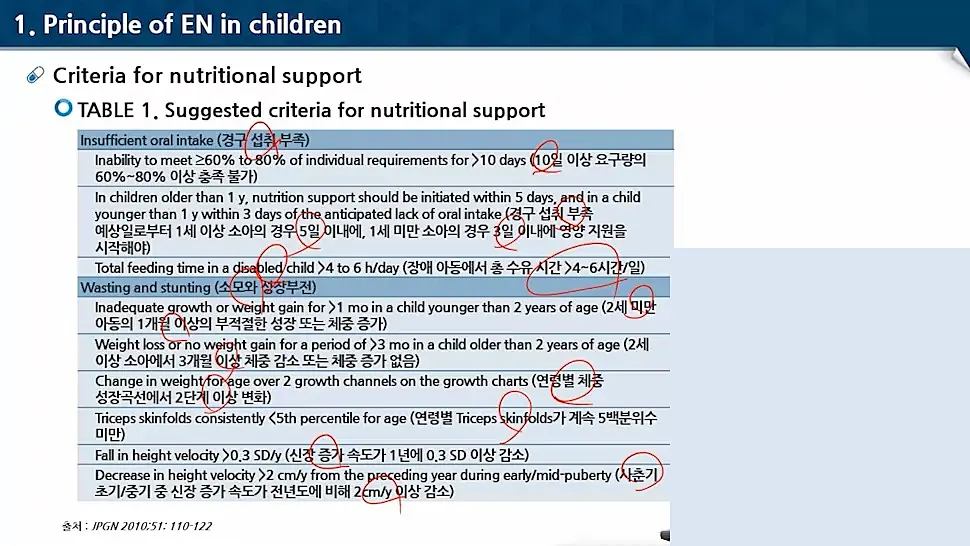 1. Principle of EN in children
Criteria for nutritional support
TABLE 1. Suggested criteria for nutritional support
Insufficient oral intake (경구 섭취 부족)
Inability to meet ≥60% to 80% of individual requirements for >10 days (10일 이상 요구량의
60%~80% 이상 충족 불가)
In children older than 1 y, nutrition support should be initiated within 5 days, and in a child
younger than 1 y within 3 days of the anticipated lack of oral intake (경구 섭취 부족
예상일로부터 1세 이상 소아의 경우 5일 이내에, 1세 미만 소아의 경우 3일 이내에 영양 지원을
시작해야)
Total feeding time in a disabled child >4 to 6 h/day (장애 아동에서 총 수유 시간 >4~6시간/일)
Wasting and stunting (소모와 성장부전)
Inadequate growth or weight gain for >1 mo in a child younger than 2 years of age (2세 미만
아동의 1개월 이상의 부적절한 성장 또는 체중 증가)
Weight loss or no weight gain for a period of >3 mo in a child older than 2 years of age (2세
이상 소아에서 3개월 이상 체중 감소 또는 체중 증가 없음)
Change in weight for age over 2 growth channels on the growth charts (연령별 체중
성장곡선에서 2단계 이상 변화)
Triceps skinfolds consistently <5th percentile for age (연령별 Triceps skinfolds가 계속 5백분위수
미만)
Fall in height velocity >0.3 SD/y (신장 증가 속도가 1년에 0.3 SD 이상 감소)
Decrease in height velocity >2 cm/y from the preceding year during early/mid-puberty (사춘기
초기/중기 중 신장 증가 속도가 전년도에 비해 2cm/y 이상 감소)
출처 : JPGN 2010;51: 110-122